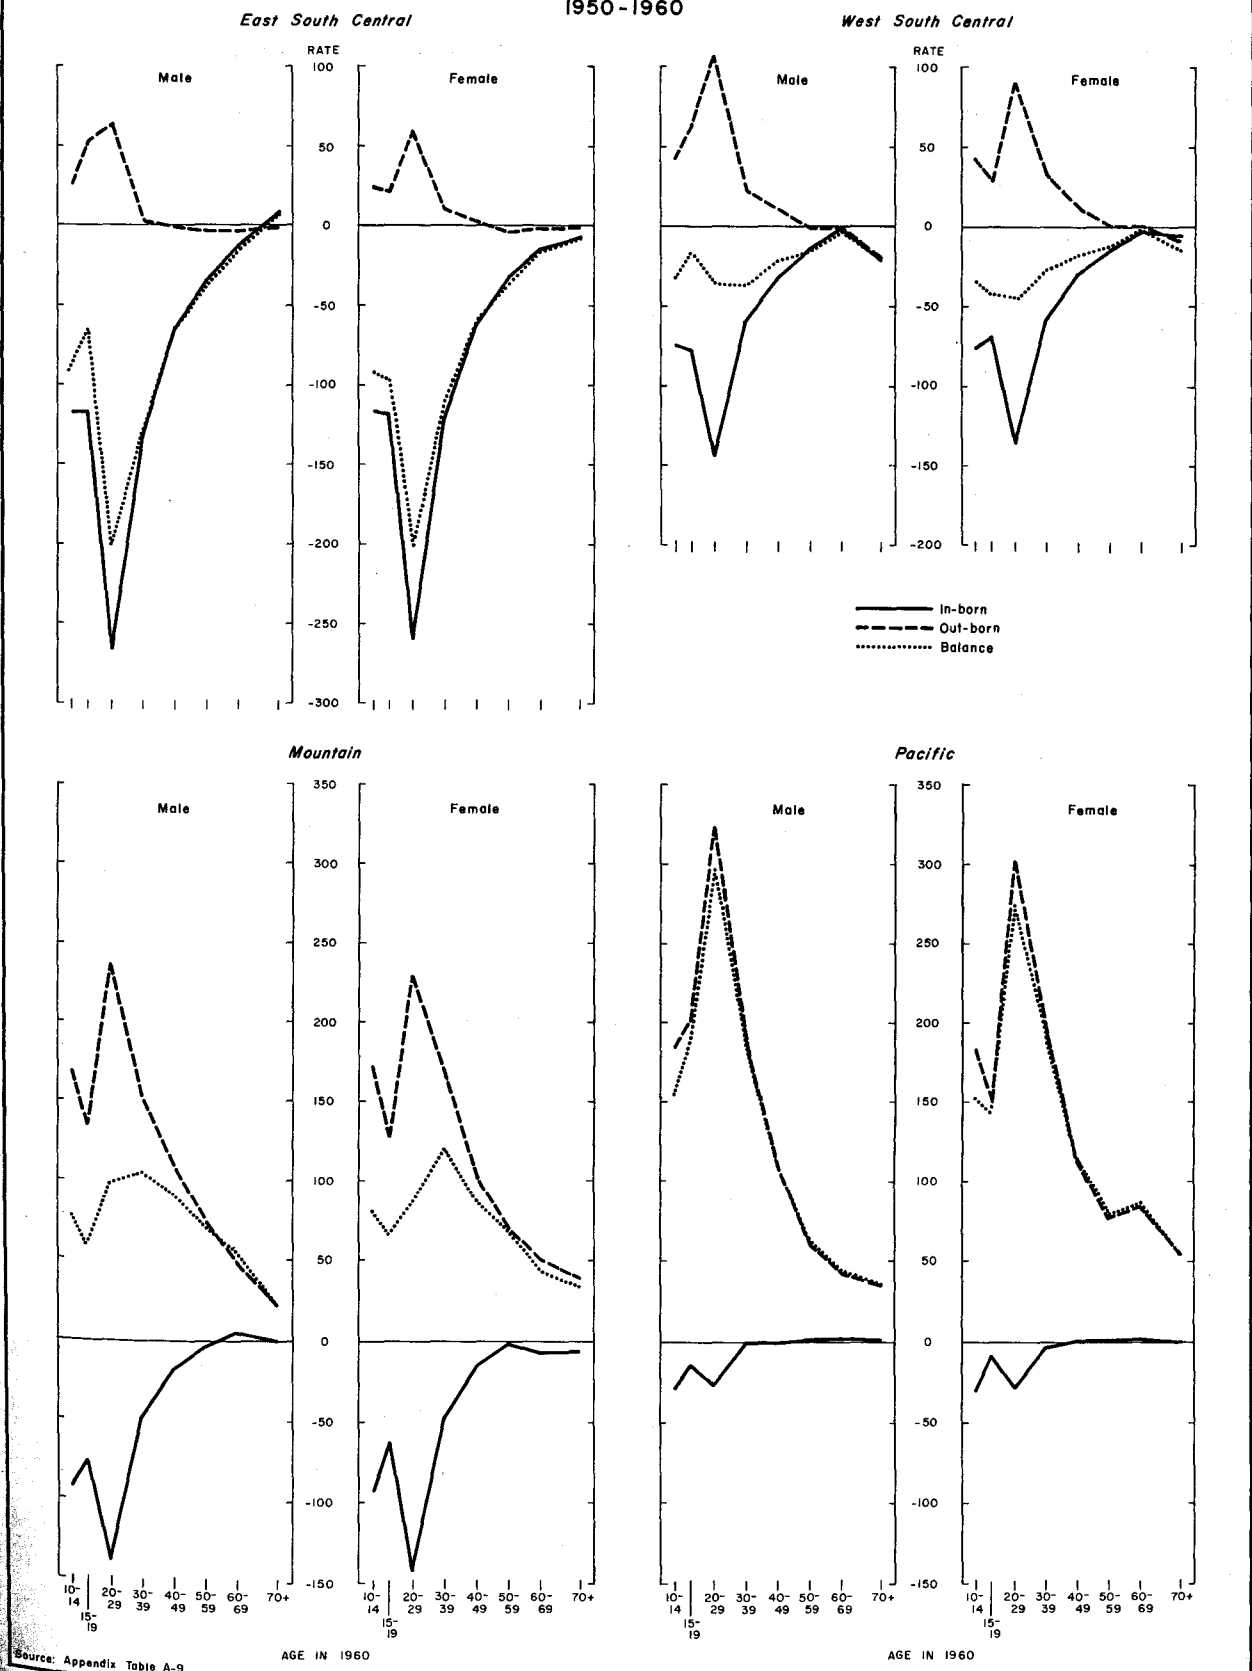 1950-1960
East South Central
West South Central
RATE
RATE
Male
100
Female
Male
100
Female
50
50
0
0
-50
-50
-100
-100
-150
-150
-200
-200
-250
-300
In-born
Out-born
Balance
Mountain
Pacific
350
350
Male
Female
Male
Female
300
300
250
250
200
200
150
150
100
100
50
50
0
0
-50
-50
-100
-100
-150
-150
10-14 15-19 20-29 30-39 40-49 50-59 60-69 70+
10-14 15-19 20-29 30-39 40-49 50-59 60-69 70+
10-14 15-19 20-29 30-39 40-49 50-59 60-69 70+
10-14 15-19 20-29 30-39 40-49 50-59 60-69 70+
AGE IN 1960
AGE IN 1960
Source: Appendix Table A-9